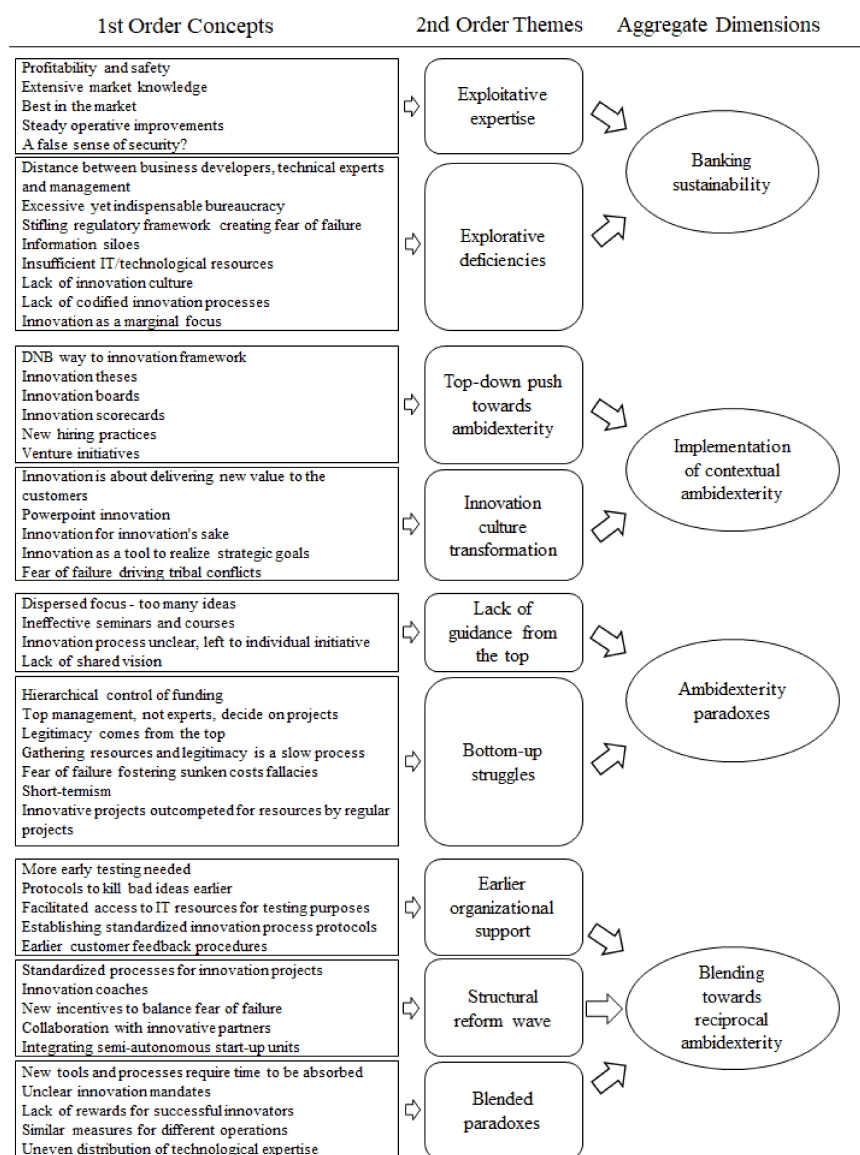 1st Order Concepts
2nd Order Themes
Aggregate Dimensions
Profitability and safety
Extensive market knowledge
Best in the market
Steady operative improvements
A false sense of security?
Exploitative
expertise
Distance between business developers, technical experts
and management
Excessive yet indispensable bureaucracy
Stifling regulatory framework creating fear of failure
Information siloes
Insufficient IT/technological resources
Lack of innovation culture
Lack of codified innovation processes
Innovation as a marginal focus
Explorative
deficiencies
Banking
sustainability
DNB way to innovation framework
Innovation theses
Innovation boards
Innovation scorecards
New hiring practices
Venture initiatives
Top-down push
towards
ambidexterity
Innovation is about delivering new value to the
customers
Powerpoint innovation
Innovation for innovation's sake
Innovation as a tool to realize strategic goals
Fear of failure driving tribal conflicts
Innovation
culture
transformation
Implementation
of contextual
ambidexterity
Dispersed focus - too many ideas
Ineffective seminars and courses
Innovation process unclear, left to individual initiative
Lack of shared vision
Lack of
guidance from
the top
Hierarchical control of funding
Top management, not experts, decide on projects
Legitimacy comes from the top
Gathering resources and legitimacy is a slow process
Fear of failure fostering sunken costs fallacies
Short-termism
Innovative projects outcompeted for resources by regular
projects
Bottom-up
struggles
Ambidexterity
paradoxes
More early testing needed
Protocols to kill bad ideas earlier
Facilitated access to IT resources for testing purposes
Establishing standardized innovation process protocols
Earlier customer feedback procedures
Earlier
organizational
support
Standardized processes for innovation projects
Innovation coaches
New incentives to balance fear of failure
Collaboration with innovative partners
Integrating semi-autonomous start-up units
Structural
reform wave
New tools and processes require time to be absorbed
Unclear innovation mandates
Lack of rewards for successful innovators
Similar measures for different operations
Uneven distribution of technological expertise
Blended
paradoxes
Blending
towards
reciprocal
ambidexterity